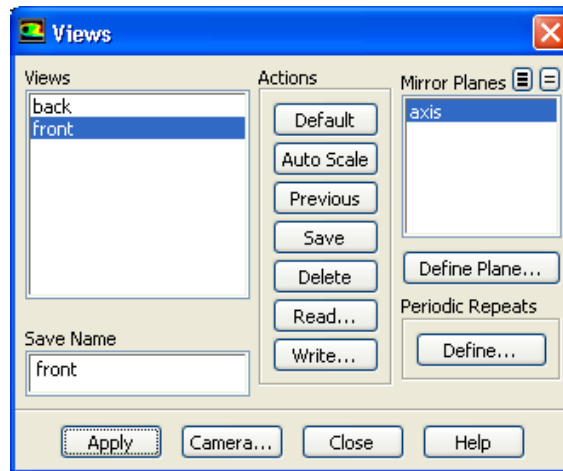 Views
Views
back
front
Save Name
front
Actions
Default
Auto Scale
Previous
Save
Delete
Read...
Write...
Mirror Planes
axis
Define Plane...
Periodic Repeats
Define...
Apply
Camera...
Close
Help